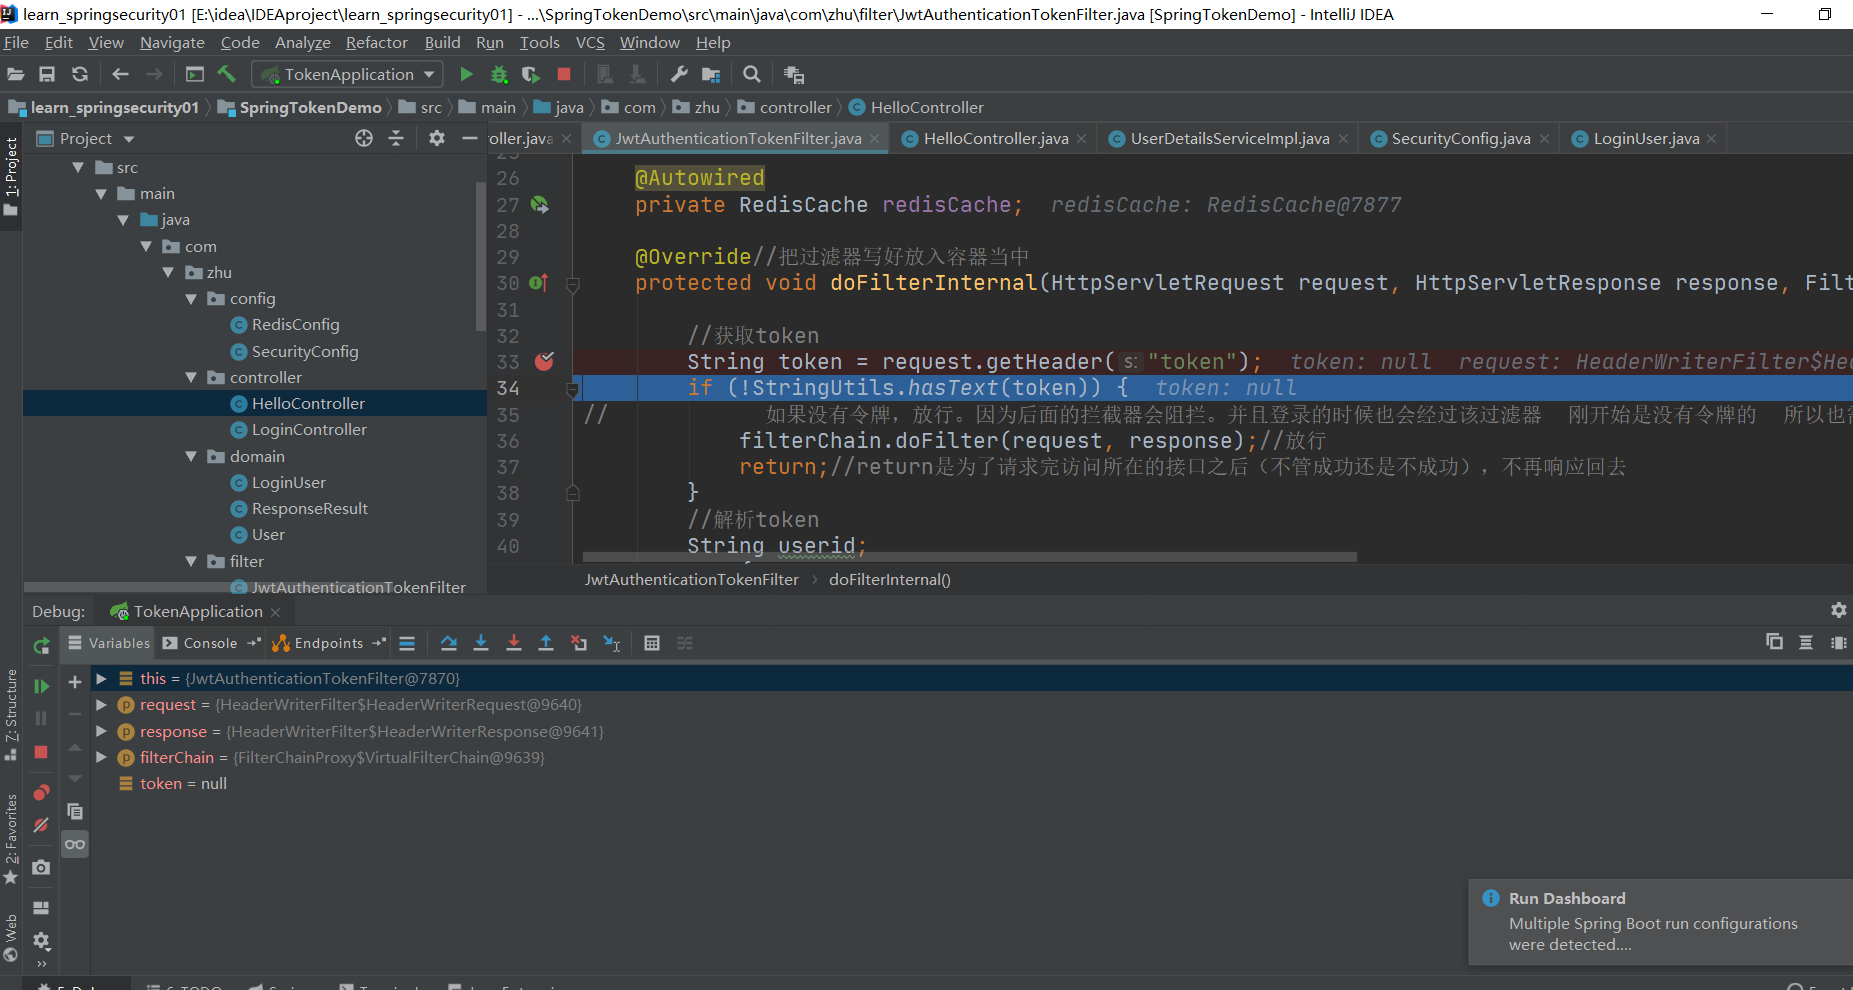 learn_springsecurity01 [E:\idea\IDEAproject\learn_springsecurity01] - ...\SpringTokenDemo\src\main\java\com\zhu\filter\JwtAuthenticationTokenFilter.java [SpringTokenDemo] - IntelliJ IDEA
File Edit View Navigate Code Analyze Refactor Build Run Tools VCS Window Help
TokenApplication
learn_springsecurity01 SpringTokenDemo src main java com zhu controller HelloController
Project
oller.java JwtAuthenticationTokenFilter.java HelloController.java UserDetailsServiceImpl.java SecurityConfig.java LoginUser.java
1: Project
src
main
java
com
zhu
config
RedisConfig
SecurityConfig
controller
HelloController
LoginController
domain
LoginUser
ResponseResult
User
filter
JwtAuthenticationTokenFilter
25
26 @Autowired
27 private RedisCache redisCache; redisCache: RedisCache@7877
28
29 @Override//把过滤器写好放入容器当中
30 protected void doFilterInternal(HttpServletRequest request, HttpServletResponse response, Filt
31
32 //获取token
33 String token = request.getHeader( s: "token"); token: null request: HeaderWriterFilter$Hea
34 if (!StringUtils.hasText(token)) { token: null
35 // 如果没有令牌，放行。因为后面的拦截器会阻拦。并且登录的时候也会经过该过滤器 刚开始是没有令牌的 所以也需
36 filterChain.doFilter(request, response);//放行
37 return;//return是为了请求完访问所在的接口之后（不管成功还是不成功），不再响应回去
38 }
39 //解析token
40 String userid;
JwtAuthenticationTokenFilter › doFilterInternal()
Debug: TokenApplication
Variables Console Endpoints
this = {JwtAuthenticationTokenFilter@7870}
request = {HeaderWriterFilter$HeaderWriterRequest@9640}
response = {HeaderWriterFilter$HeaderWriterResponse@9641}
filterChain = {FilterChainProxy$VirtualFilterChain@9639}
token = null
7: Structure
2: Favorites
Web
Run Dashboard
Multiple Spring Boot run configurations
were detected....